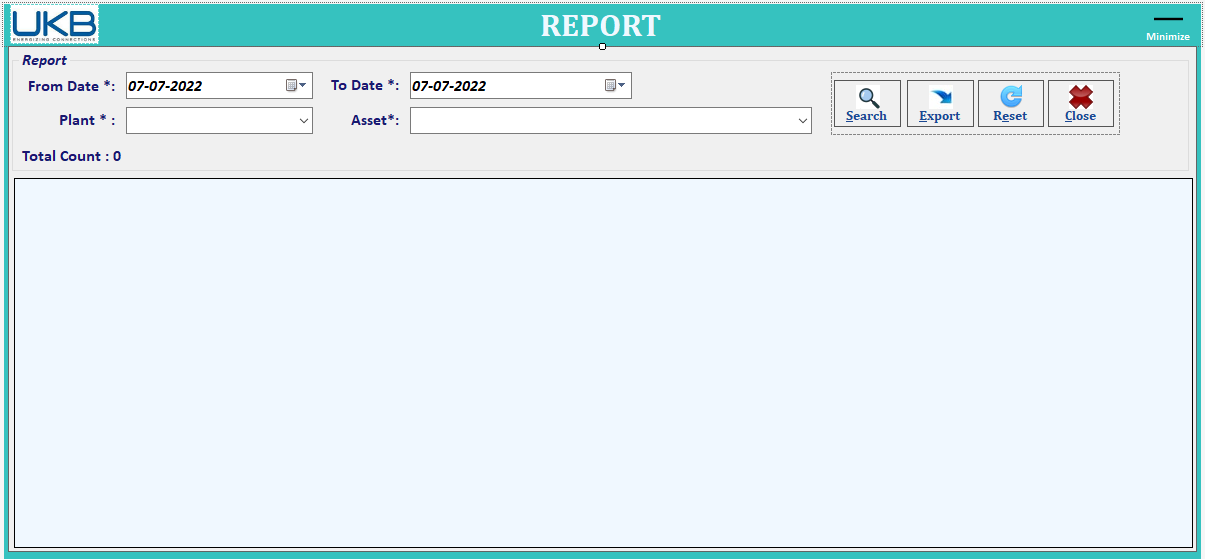 UKB
ENERGIZING CONNECTIONS
REPORT
Minimize
Report
From Date *: 07-07-2022 To Date *: 07-07-2022
Search Export Reset Close
Plant * : Asset*:
Total Count : 0